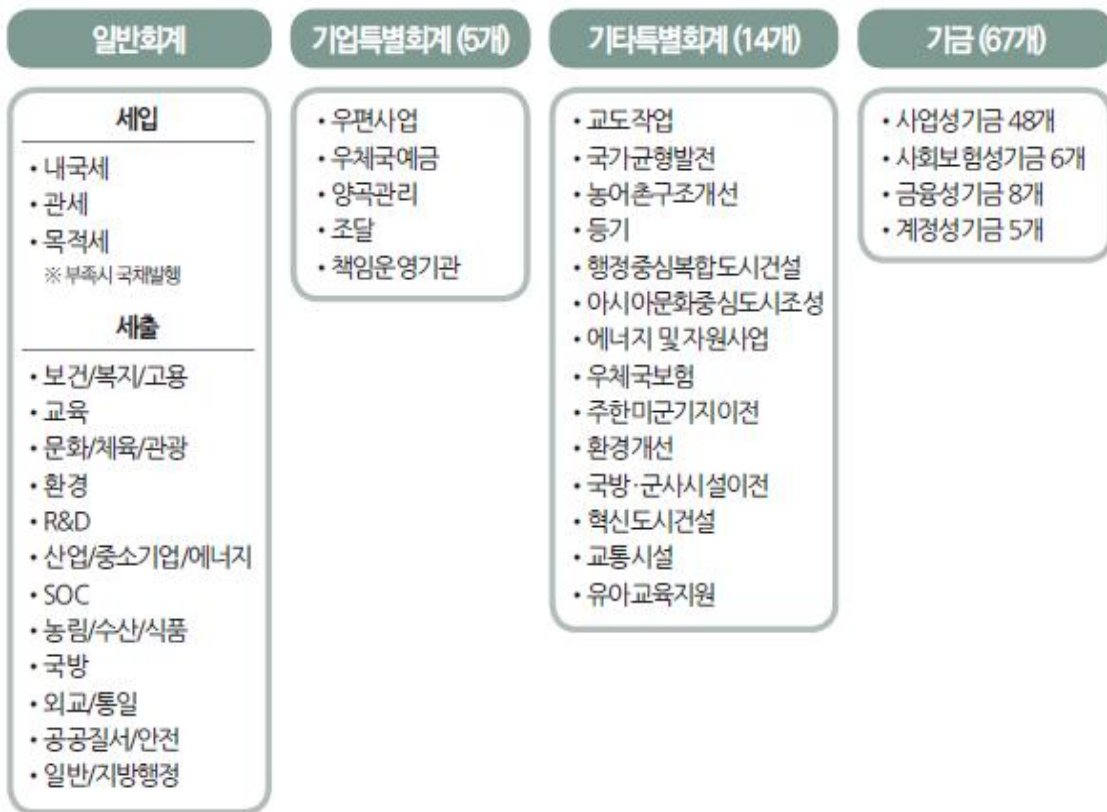 일반회계
세입
• 내국세
• 관세
• 목적세
※ 부족시 국채발행
세출
• 보건/복지/고용
• 교육
• 문화/체육/관광
• 환경
• R&D
• 산업/중소기업/에너지
• SOC
• 농림/수산/식품
• 국방
• 외교/통일
• 공공질서/안전
• 일반/지방행정
기업특별회계 (5개)
• 우편사업
• 우체국예금
• 양곡관리
• 조달
• 책임운영기관
기타특별회계 (14개)
• 교도작업
• 국가균형발전
• 농어촌구조개선
• 등기
• 행정중심복합도시건설
• 아시아문화중심도시조성
• 에너지 및 자원사업
• 우체국보험
• 주한미군기지이전
• 환경개선
• 국방·군사시설이전
• 혁신도시건설
• 교통시설
• 유아교육지원
기금 (67개)
• 사업성기금 48개
• 사회보험성기금 6개
• 금융성기금 8개
• 계정성기금 5개